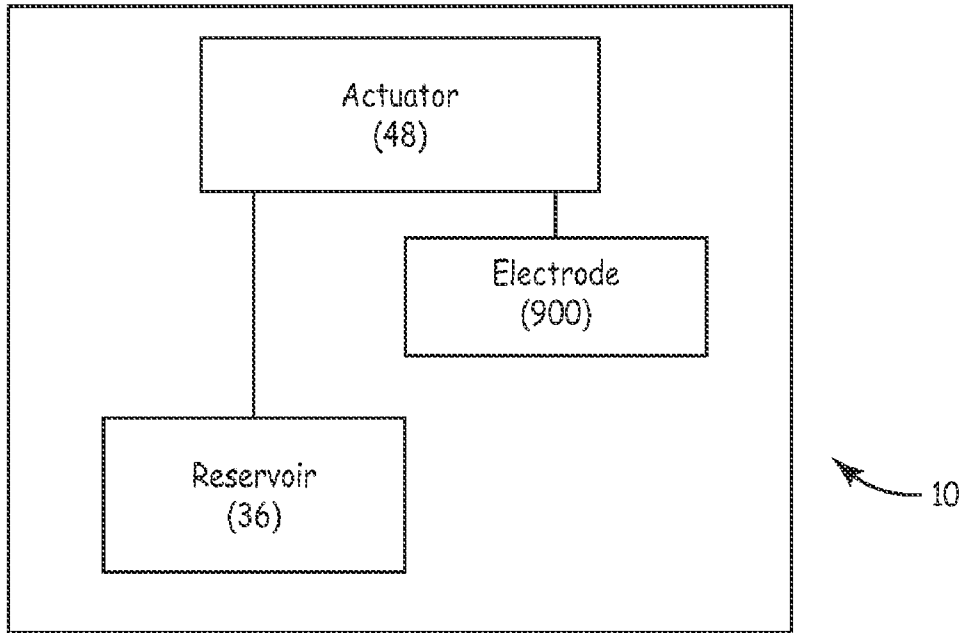 Actuator
(48)
Electrode
(900)
Reservoir
(36)
10